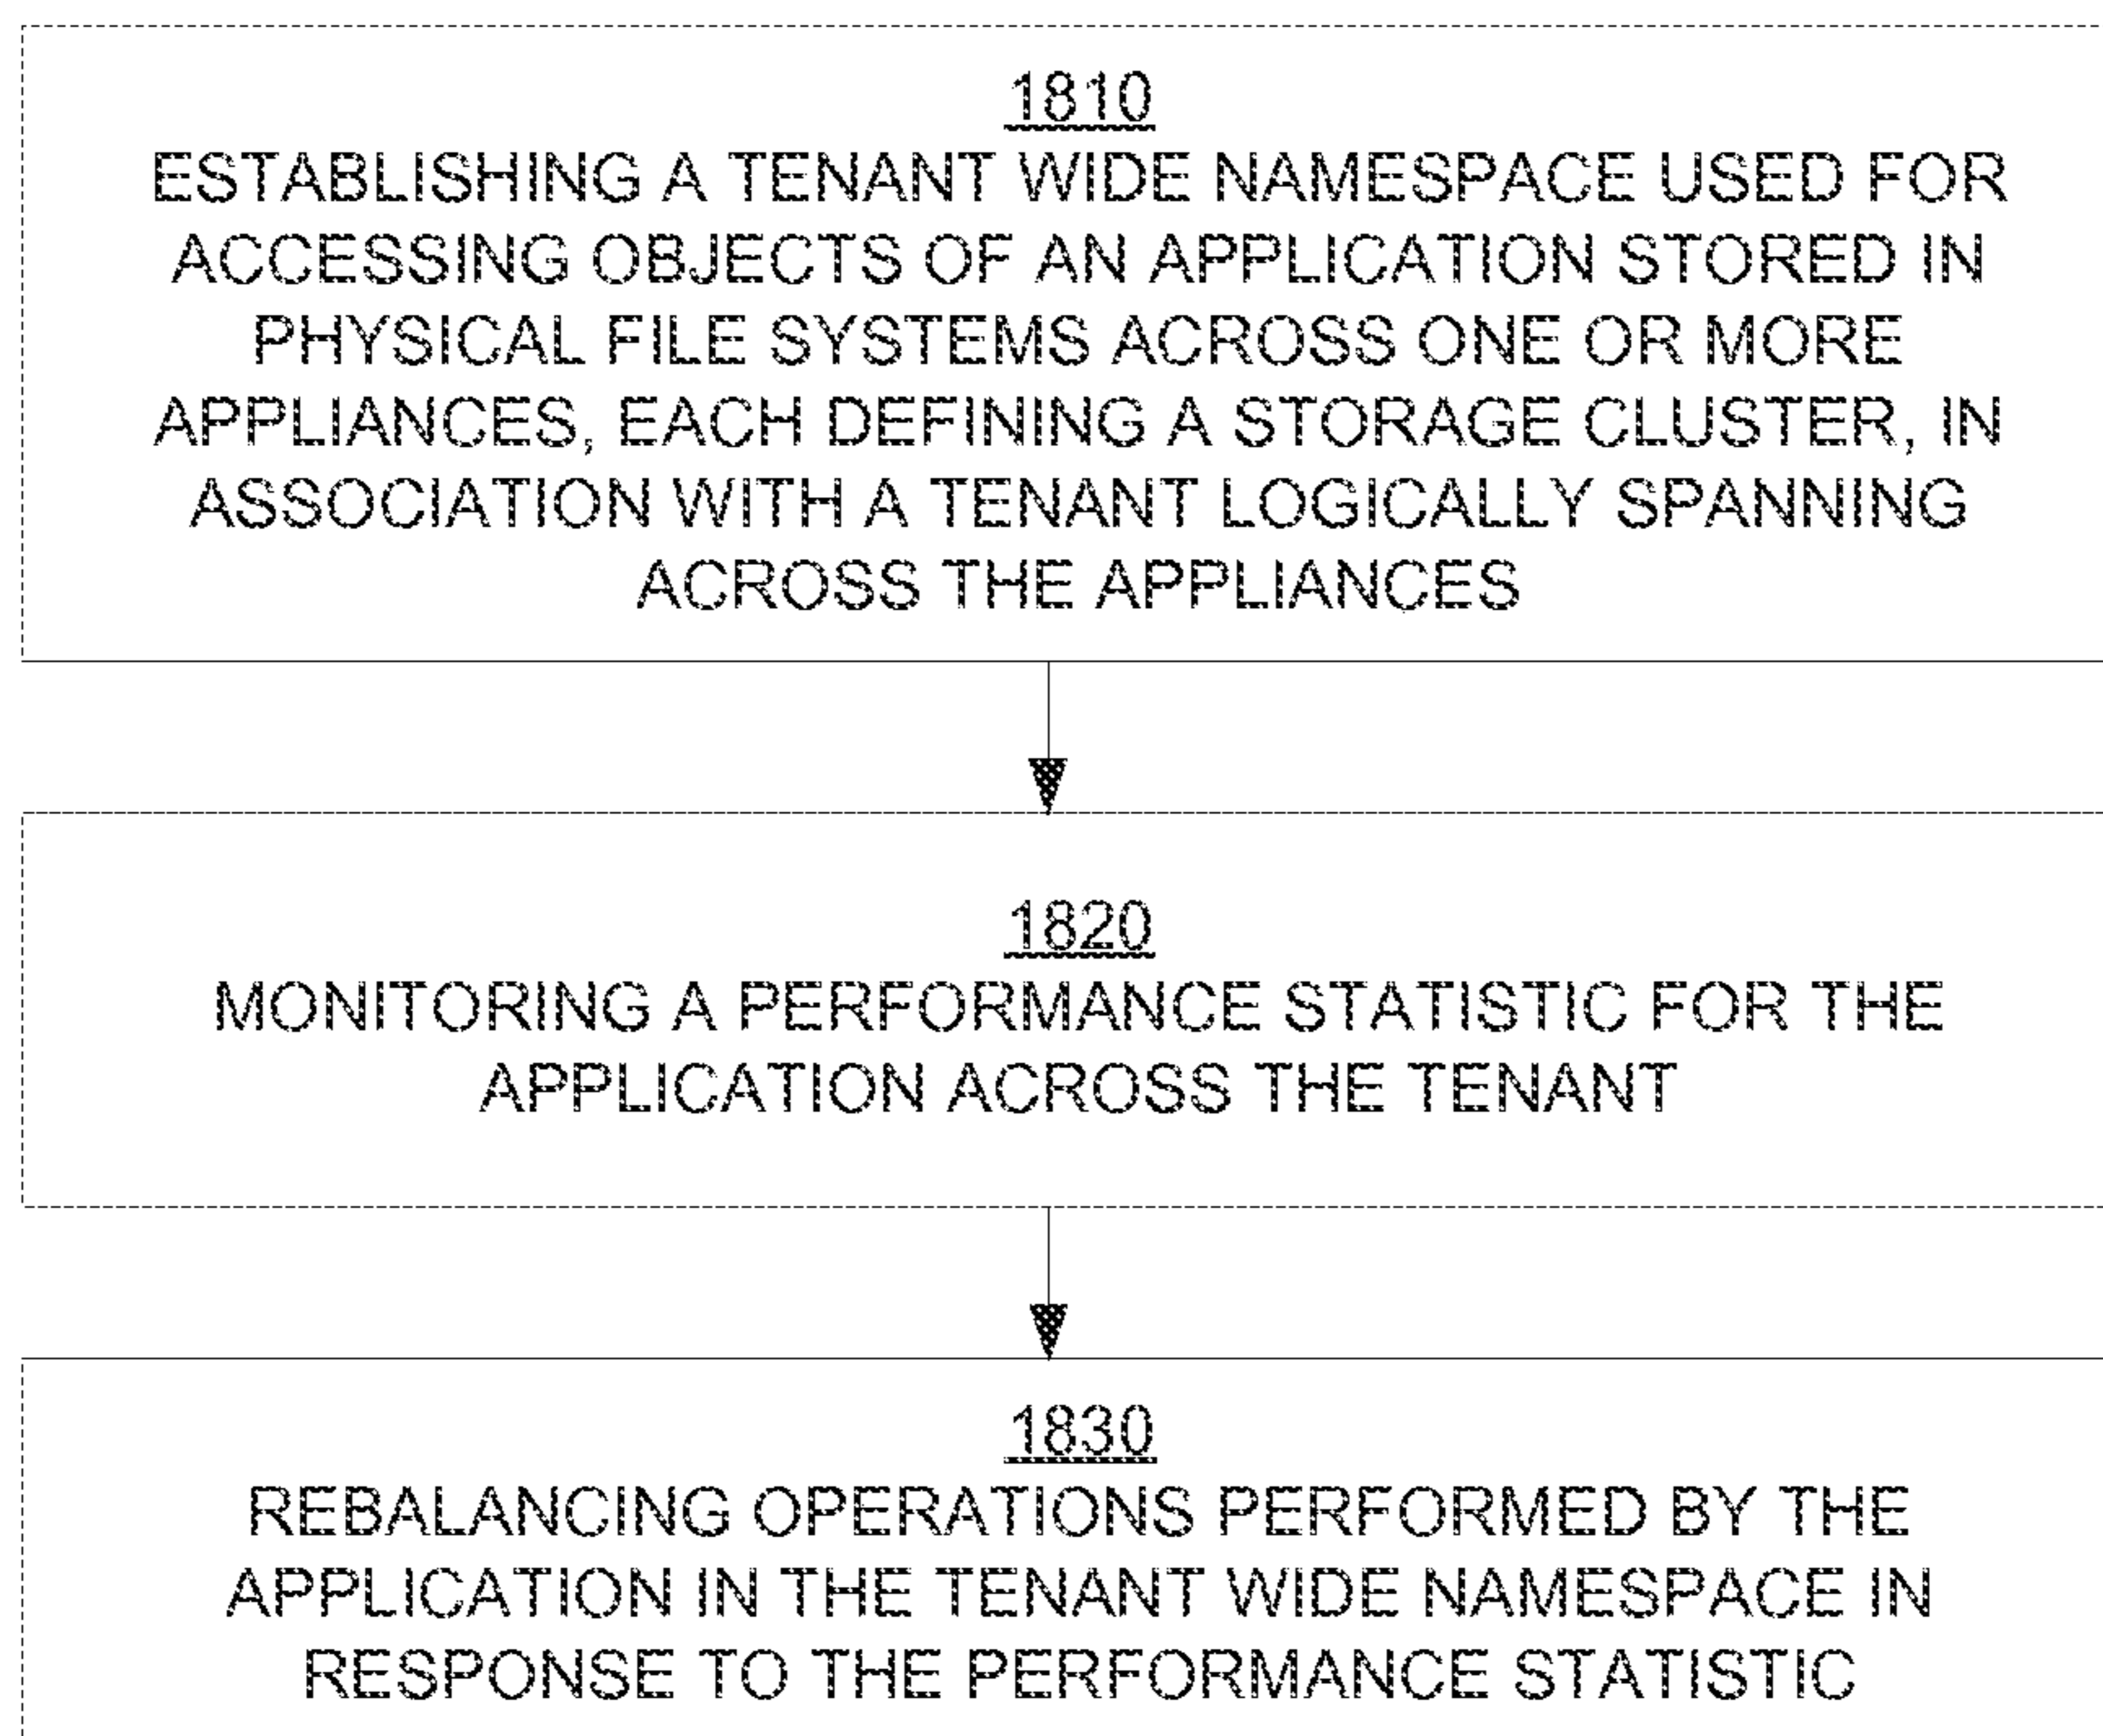 1810
ESTABLISHING A TENANT WIDE NAMESPACE USED FOR
ACCESSING OBJECTS OF AN APPLICATION STORED IN
PHYSICAL FILE SYSTEMS ACROSS ONE OR MORE
APPLIANCES, EACH DEFINING A STORAGE CLUSTER, IN
ASSOCIATION WITH A TENANT LOGICALLY SPANNING
ACROSS THE APPLIANCES
1820
MONITORING A PERFORMANCE STATISTIC FOR THE
APPLICATION ACROSS THE TENANT
1830
REBALANCING OPERATIONS PERFORMED BY THE
APPLICATION IN THE TENANT WIDE NAMESPACE IN
RESPONSE TO THE PERFORMANCE STATISTIC